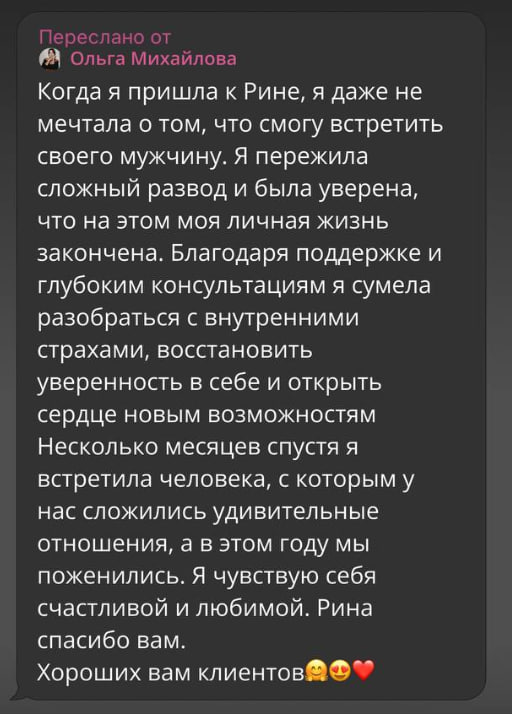 Переслано от
Ольга Михайлова
Когда я пришла к Рине, я даже не
мечтала о том, что смогу встретить
своего мужчину. Я пережила
сложный развод и была уверена,
что на этом моя личная жизнь
закончена. Благодаря поддержке и
глубоким консультациям я сумела
разобраться с внутренними
страхами, восстановить
уверенность в себе и открыть
сердце новым возможностям
Несколько месяцев спустя я
встретила человека, с которым у
нас сложились удивительные
отношения, а в этом году мы
поженились. Я чувствую себя
счастливой и любимой. Рина
спасибо вам.
Хороших вам клиентов🤗😍❤️